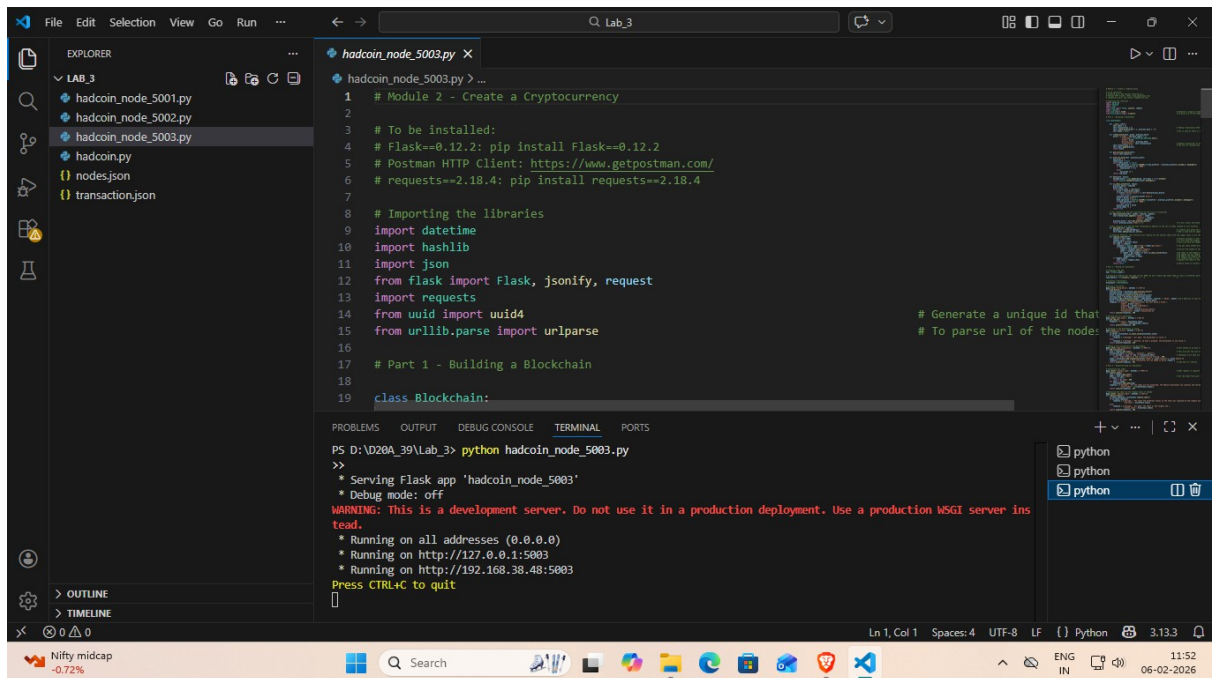 File Edit Selection View Go Run ···
Lab_3
EXPLORER ···
LAB_3
hadcoin_node_5001.py
hadcoin_node_5002.py
hadcoin_node_5003.py
hadcoin.py
{} nodes.json
{} transaction.json
OUTLINE
TIMELINE
hadcoin_node_5003.py
hadcoin_node_5003.py > ...
1 # Module 2 - Create a Cryptocurrency
2
3 # To be installed:
4 # Flask==0.12.2: pip install Flask==0.12.2
5 # Postman HTTP Client: https://www.getpostman.com/
6 # requests==2.18.4: pip install requests==2.18.4
7
8 # Importing the libraries
9 import datetime
10 import hashlib
11 import json
12 from flask import Flask, jsonify, request
13 import requests
14 from uuid import uuid4 # Generate a unique id that
15 from urllib.parse import urlparse # To parse url of the nodes
16
17 # Part 1 - Building a Blockchain
18
19 class Blockchain:
PROBLEMS OUTPUT DEBUG CONSOLE TERMINAL PORTS
PS D:\D20A_39\Lab_3> python hadcoin_node_5003.py
>>
* Serving Flask app 'hadcoin_node_5003'
* Debug mode: off
WARNING: This is a development server. Do not use it in a production deployment. Use a production WSGI server ins
tead.
* Running on all addresses (0.0.0.0)
* Running on http://127.0.0.1:5003
* Running on http://192.168.38.48:5003
Press CTRL+C to quit
python
python
python
0 0 Ln 1, Col 1 Spaces: 4 UTF-8 LF {} Python 3.13.3
Nifty midcap
-0.72%
Search
ENG
IN
11:52
06-02-2026